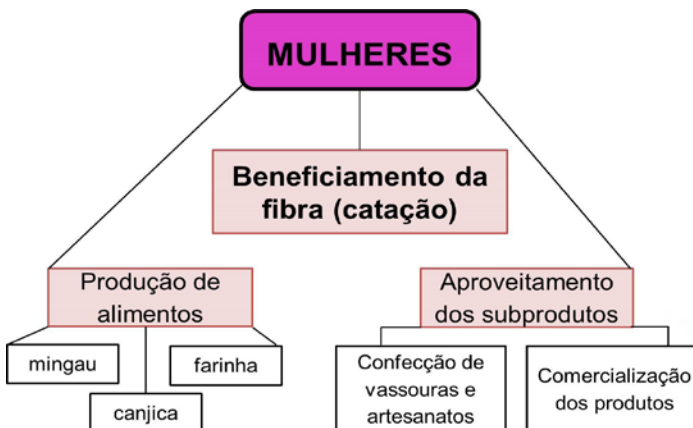 MULHERES
Beneficiamento da
fibra (catação)
Produção de
alimentos
mingau
canjica
farinha
Aproveitamento
dos subprodutos
Confecção de
vassouras e
artesanatos
Comercialização
dos produtos